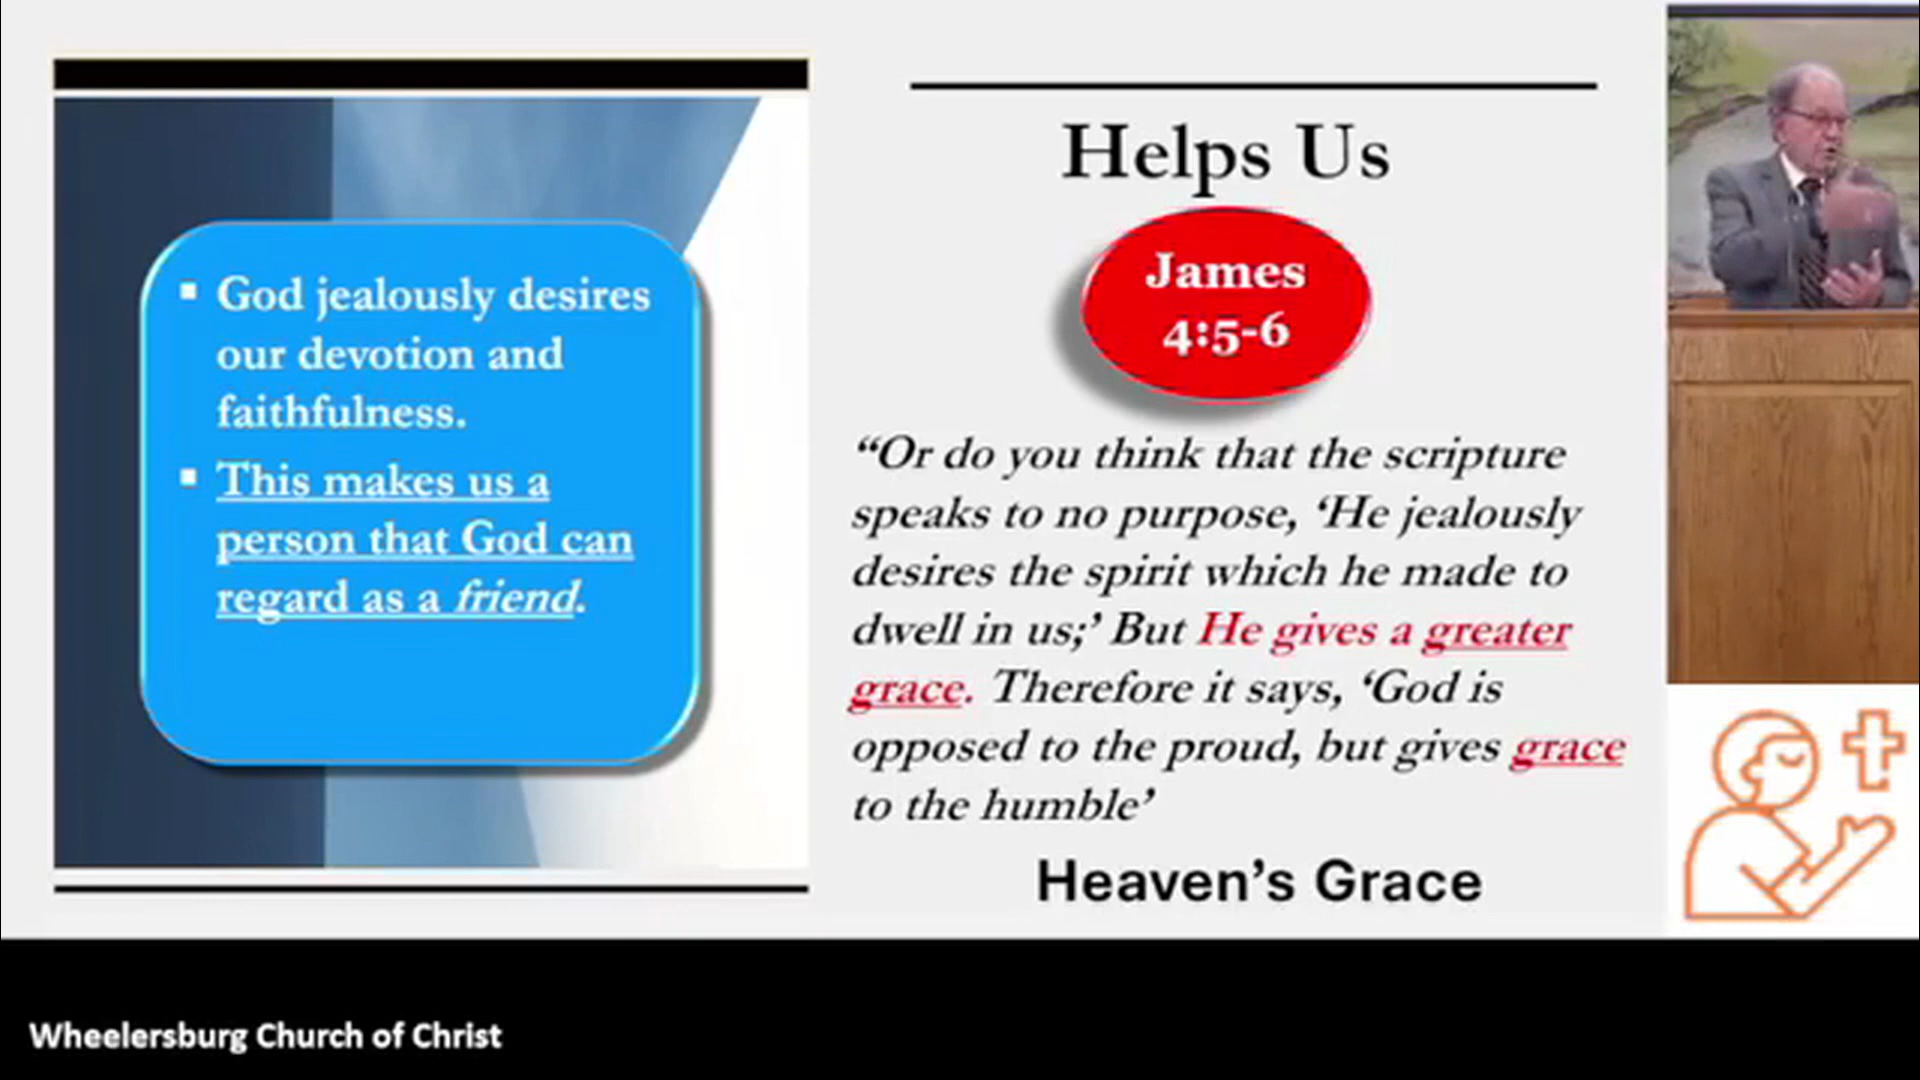 ▪ God jealously desires
our devotion and
faithfulness.
▪ This makes us a
person that God can
regard as a friend.
Helps Us
James
4:5-6
“Or do you think that the scripture
speaks to no purpose, ‘He jealously
desires the spirit which he made to
dwell in us;’ But He gives a greater
grace. Therefore it says, ‘God is
opposed to the proud, but gives grace
to the humble’
Heaven’s Grace
Wheelersburg Church of Christ